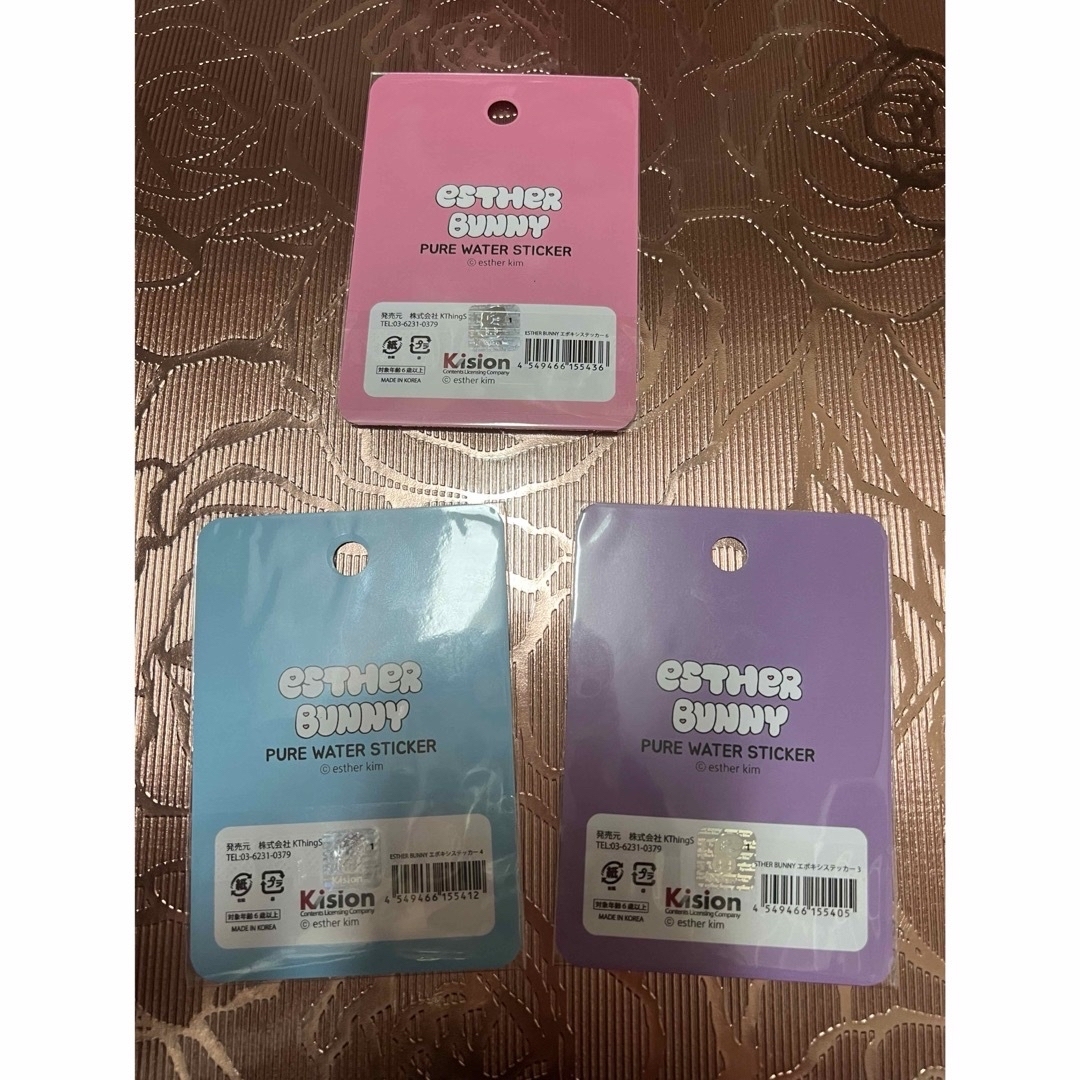 esther
BUNNY
PURE WATER STICKER
© esther kim
発売元 株式会社 KThingS
TEL:03-6231-0379
1
ESTHER BUNNY エポキシステッカー 6
紙
プラ
Kision
Contents Licensing Company
4 549466 155436
対象年齢6歳以上
MADE IN KOREA
© esther kim
esther
BUNNY
PURE WATER STICKER
© esther kim
発売元 株式会社 KThingS
TEL:03-6231-0379
1
ESTHER BUNNY エポキシステッカー 4
紙
プラ
Kision
Contents Licensing Company
4 549466 155412
対象年齢6歳以上
MADE IN KOREA
© esther kim
esther
BUNNY
PURE WATER STICKER
© esther kim
発売元 株式会社 KThingS
TEL:03-6231-0379
1
ESTHER BUNNY エポキシステッカー 3
紙
プラ
Kision
Contents Licensing Company
4 549466 155405
対象年齢6歳以上
MADE IN KOREA
© esther kim